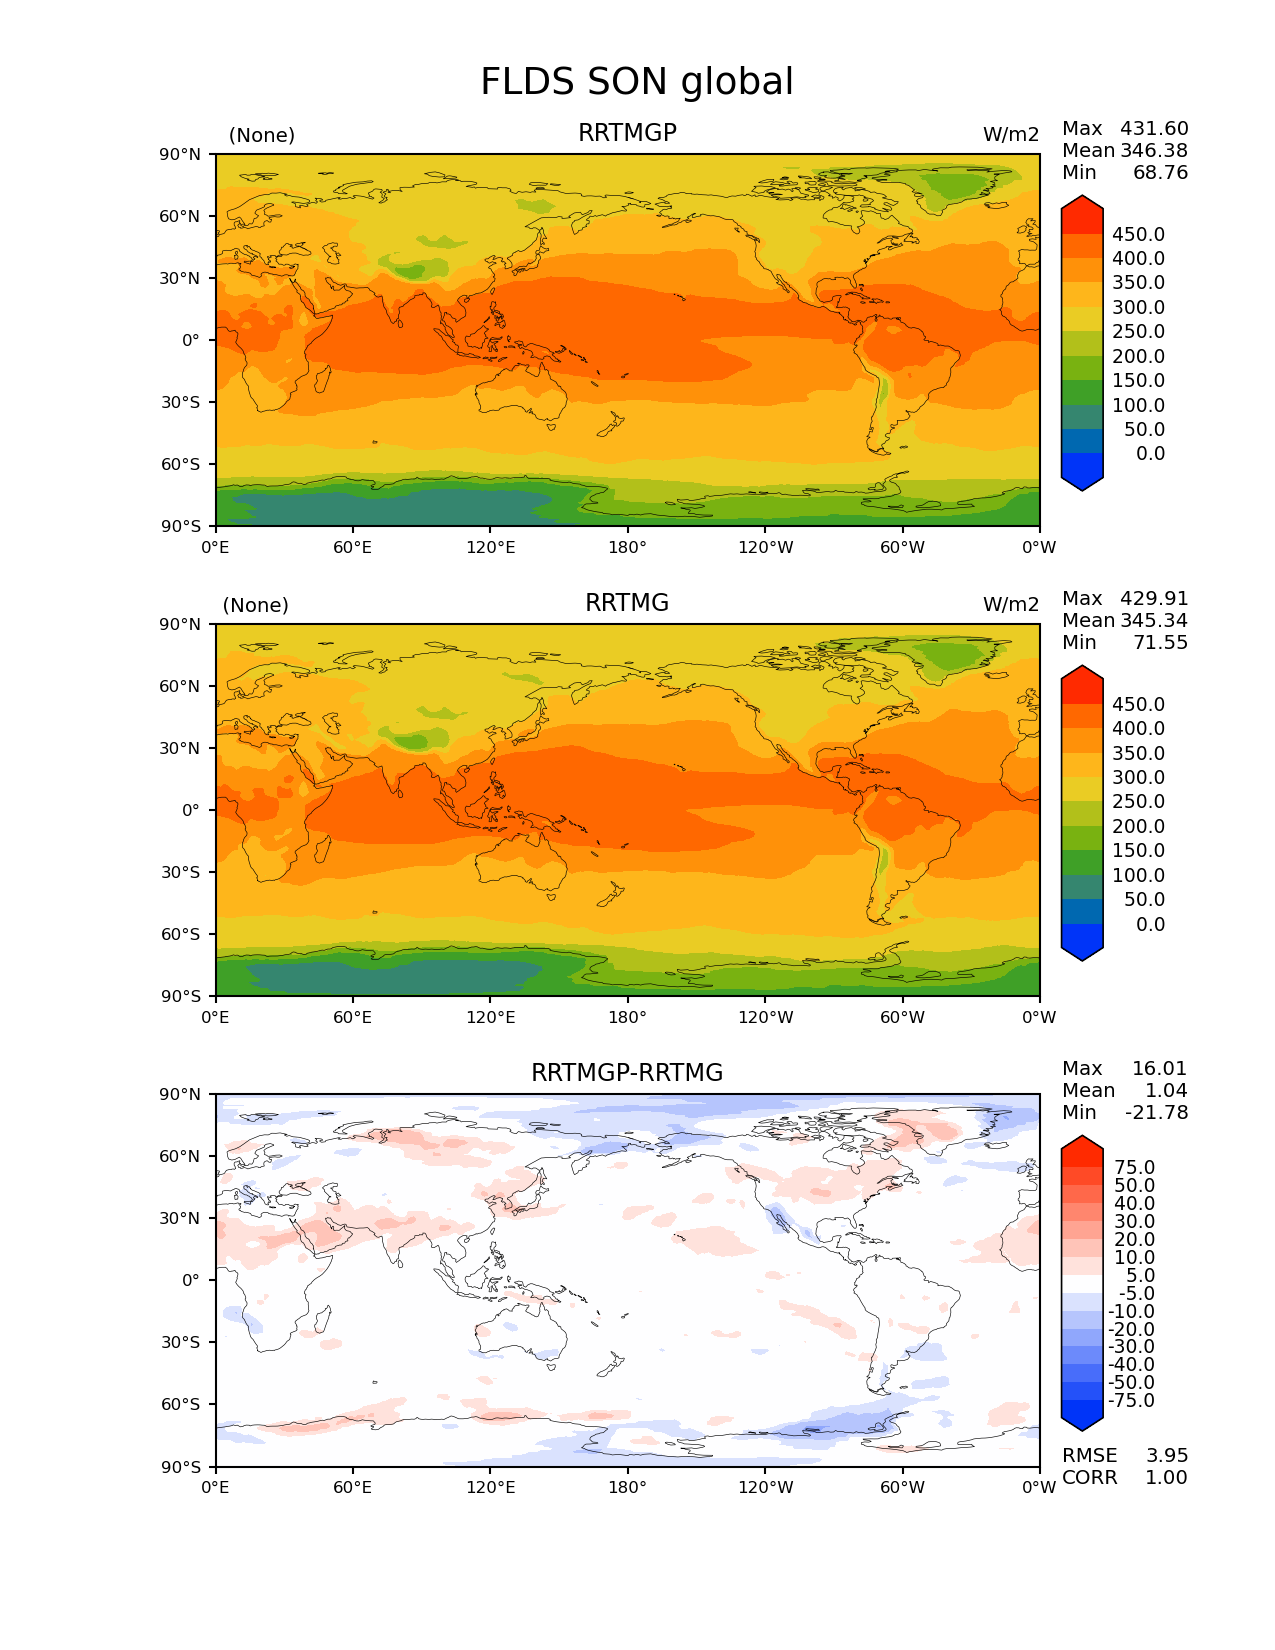 FLDS SON global
(None) RRTMGP W/m2
Max 431.60
Mean 346.38
Min 68.76
90°N
60°N
30°N
0°
30°S
60°S
90°S
0°E 60°E 120°E 180° 120°W 60°W 0°W
450.0
400.0
350.0
300.0
250.0
200.0
150.0
100.0
50.0
0.0
(None) RRTMG W/m2
Max 429.91
Mean 345.34
Min 71.55
90°N
60°N
30°N
0°
30°S
60°S
90°S
0°E 60°E 120°E 180° 120°W 60°W 0°W
450.0
400.0
350.0
300.0
250.0
200.0
150.0
100.0
50.0
0.0
RRTMGP-RRTMG
Max 16.01
Mean 1.04
Min -21.78
90°N
60°N
30°N
0°
30°S
60°S
90°S
0°E 60°E 120°E 180° 120°W 60°W 0°W
75.0
50.0
40.0
30.0
20.0
10.0
5.0
-5.0
-10.0
-20.0
-30.0
-40.0
-50.0
-75.0
RMSE 3.95
CORR 1.00